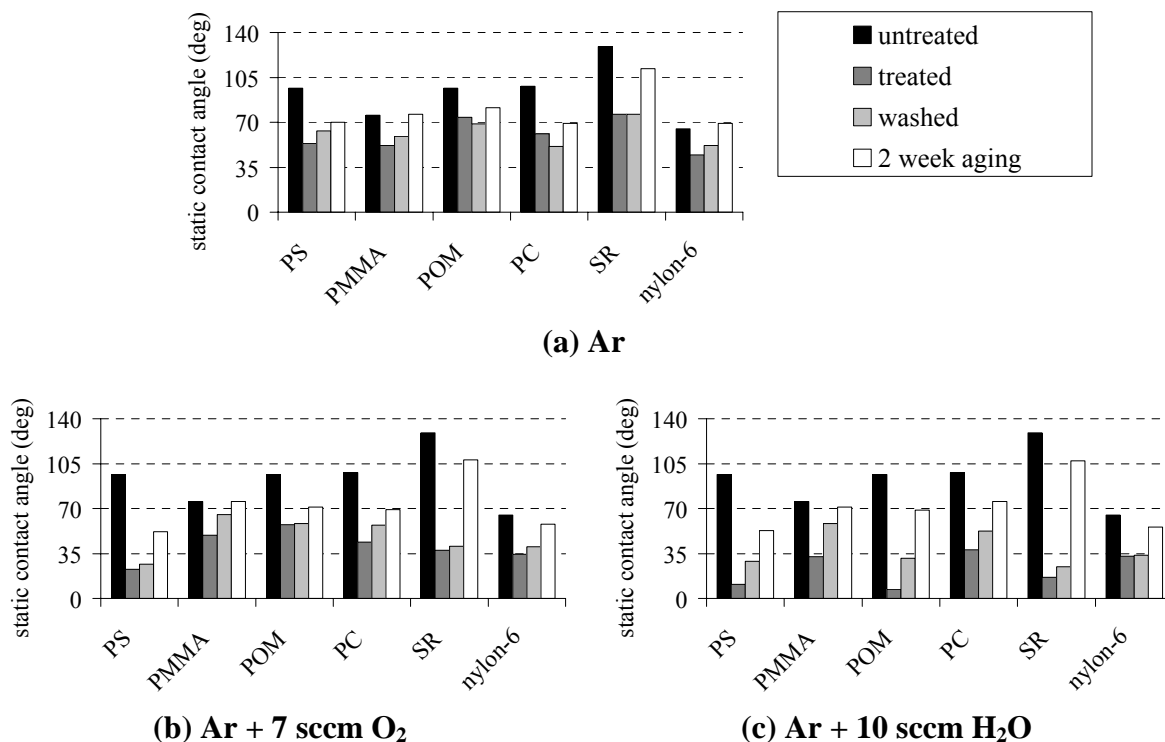 static contact angle (deg)
140
105
70
35
0
PS
PMMA
POM
PC
SR
nylon-6
untreated
treated
washed
2 week aging
(a) Ar
static contact angle (deg)
140
105
70
35
0
PS
PMMA
POM
PC
SR
nylon-6
(b) Ar + 7 sccm O₂
static contact angle (deg)
140
105
70
35
0
PS
PMMA
POM
PC
SR
nylon-6
(c) Ar + 10 sccm H₂O